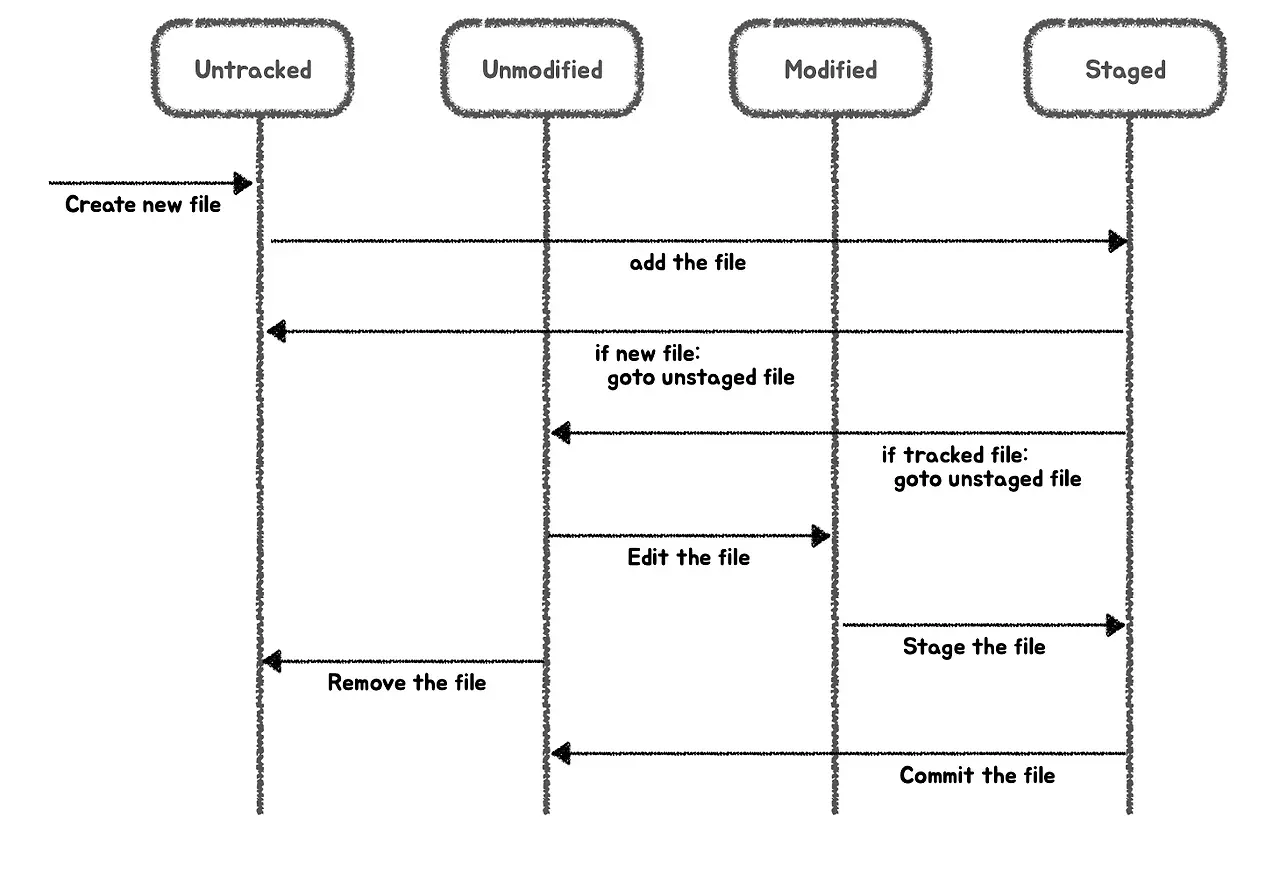 Untracked
Unmodified
Modified
Staged
Create new file
add the file
if new file:
goto unstaged file
if tracked file:
goto unstaged file
Edit the file
Stage the file
Remove the file
Commit the file